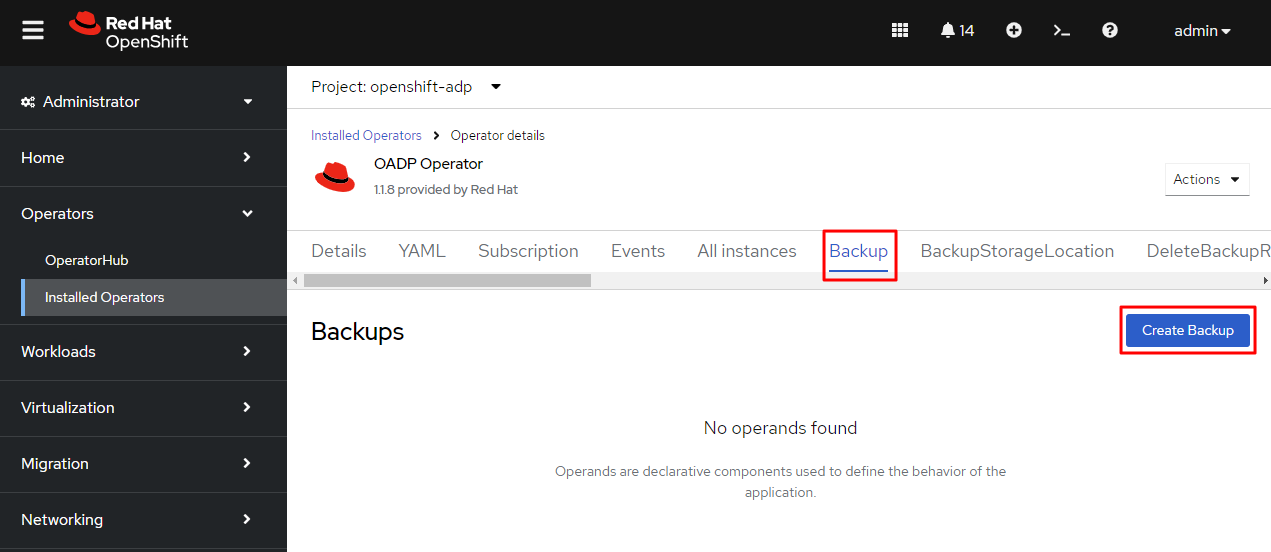 Red Hat
OpenShift
14
admin
Administrator
Home
Operators
OperatorHub
Installed Operators
Workloads
Virtualization
Migration
Networking
Project: openshift-adp
Installed Operators
Operator details
OADP Operator
1.1.8 provided by Red Hat
Actions
Details YAML Subscription Events All instances Backup BackupStorageLocation DeleteBackupR
Backups
Create Backup
No operands found
Operands are declarative components used to define the behavior of the
application.